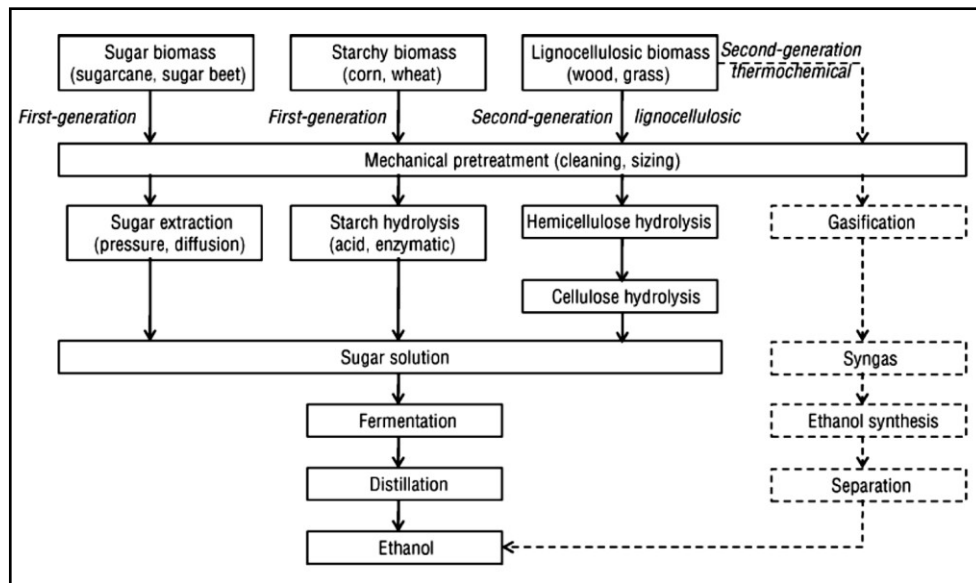 Sugar biomass
(sugarcane, sugar beet)
Starchy biomass
(corn, wheat)
Lignocellulosic biomass
(wood, grass)
Second-generation
thermochemical
First-generation
First-generation
Second-generation
lignocellulosic
Mechanical pretreatment (cleaning, sizing)
Sugar extraction
(pressure, diffusion)
Starch hydrolysis
(acid, enzymatic)
Hemicellulose hydrolysis
Gasification
Cellulose hydrolysis
Sugar solution
Syngas
Fermentation
Ethanol synthesis
Distillation
Separation
Ethanol